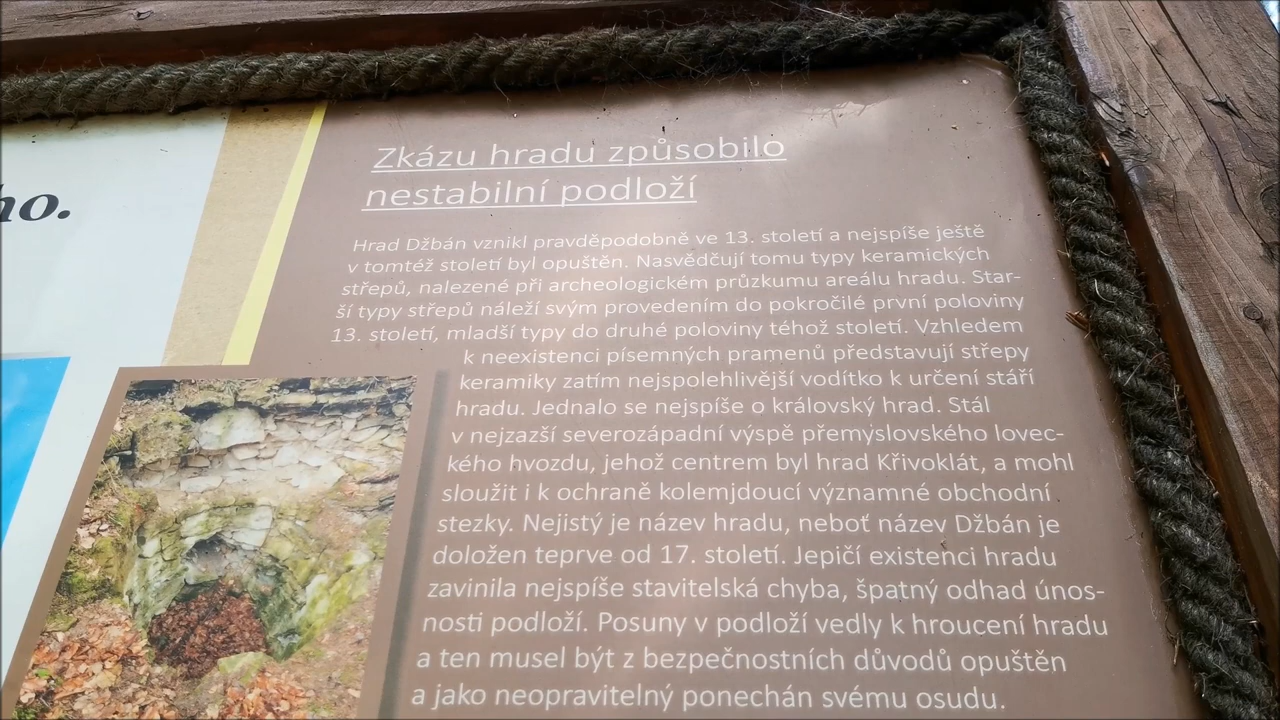 ho.
Zkázu hradu způsobilo
nestabilní podloží
Hrad Džbán vznikl pravděpodobně ve 13. století a nejspíše ještě
v tomtéž století byl opuštěn. Nasvědčují tomu typy keramických
střepů, nalezené při archeologickém průzkumu areálu hradu. Star-
ší typy střepů náleží svým provedením do pokročilé první poloviny
13. století, mladší typy do druhé poloviny téhož století. Vzhledem
k neexistenci písemných pramenů představují střepy
keramiky zatím nejspolehlivější vodítko k určení stáří
hradu. Jednalo se nejspíše o královský hrad. Stál
v nejzazší severozápadní výspě přemyslovského lovec-
kého hvozdu, jehož centrem byl hrad Křivoklát, a mohl
sloužit i k ochraně kolemjdoucí významné obchodní
stezky. Nejistý je název hradu, neboť název Džbán je
doložen teprve od 17. století. Jepičí existenci hradu
zavinila nejspíše stavitelská chyba, špatný odhad únos-
nosti podloží. Posuny v podloží vedly k hroucení hradu
a ten musel být z bezpečnostních důvodů opuštěn
a jako neopravitelný ponechán svému osudu.